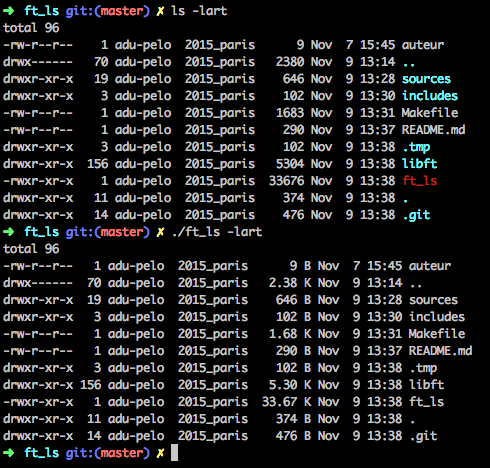 ➜ ft_ls git:(master) ✗ ls -lart
total 96
-rw-r--r--   1 adu-pelo  2015_paris      9 Nov  7 15:45 auteur
drwx------  70 adu-pelo  2015_paris   2380 Nov  9 13:14 ..
drwxr-xr-x  19 adu-pelo  2015_paris    646 Nov  9 13:28 sources
drwxr-xr-x   3 adu-pelo  2015_paris    102 Nov  9 13:30 includes
-rw-r--r--   1 adu-pelo  2015_paris   1683 Nov  9 13:31 Makefile
-rw-r--r--   1 adu-pelo  2015_paris    290 Nov  9 13:37 README.md
drwxr-xr-x   3 adu-pelo  2015_paris    102 Nov  9 13:38 .tmp
drwxr-xr-x 156 adu-pelo  2015_paris   5304 Nov  9 13:38 libft
-rwxr-xr-x   1 adu-pelo  2015_paris  33676 Nov  9 13:38 ft_ls
drwxr-xr-x  11 adu-pelo  2015_paris    374 Nov  9 13:38 .
drwxr-xr-x  14 adu-pelo  2015_paris    476 Nov  9 13:38 .git
➜ ft_ls git:(master) ✗ ./ft_ls -lart
total 96
-rw-r--r--   1 adu-pelo  2015_paris      9 B Nov  7 15:45 auteur
drwx------  70 adu-pelo  2015_paris   2.38 K Nov  9 13:14 ..
drwxr-xr-x  19 adu-pelo  2015_paris    646 B Nov  9 13:28 sources
drwxr-xr-x   3 adu-pelo  2015_paris    102 B Nov  9 13:30 includes
-rw-r--r--   1 adu-pelo  2015_paris   1.68 K Nov  9 13:31 Makefile
-rw-r--r--   1 adu-pelo  2015_paris    290 B Nov  9 13:37 README.md
drwxr-xr-x   3 adu-pelo  2015_paris    102 B Nov  9 13:38 .tmp
drwxr-xr-x 156 adu-pelo  2015_paris   5.30 K Nov  9 13:38 libft
-rwxr-xr-x   1 adu-pelo  2015_paris  33.67 K Nov  9 13:38 ft_ls
drwxr-xr-x  11 adu-pelo  2015_paris    374 B Nov  9 13:38 .
drwxr-xr-x  14 adu-pelo  2015_paris    476 B Nov  9 13:38 .git
➜ ft_ls git:(master) ✗